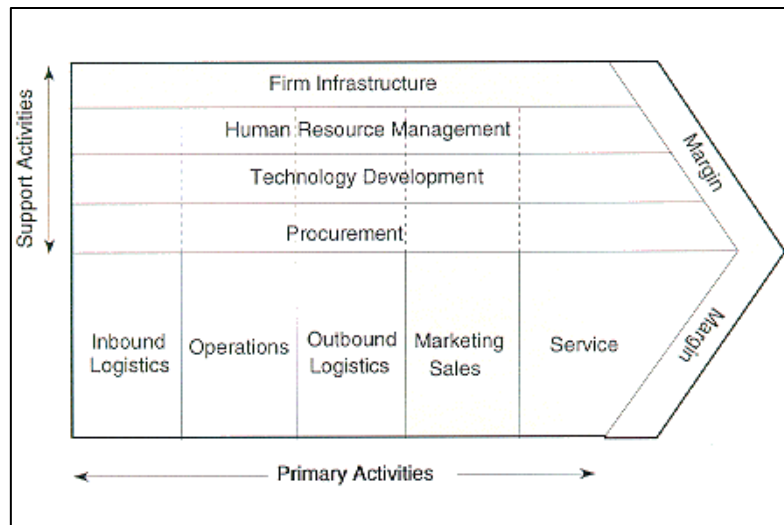 Support Activities
Firm Infrastructure
Human Resource Management
Technology Development
Procurement
Margin
Inbound
Logistics
Operations
Outbound
Logistics
Marketing
Sales
Service
Margin
Primary Activities